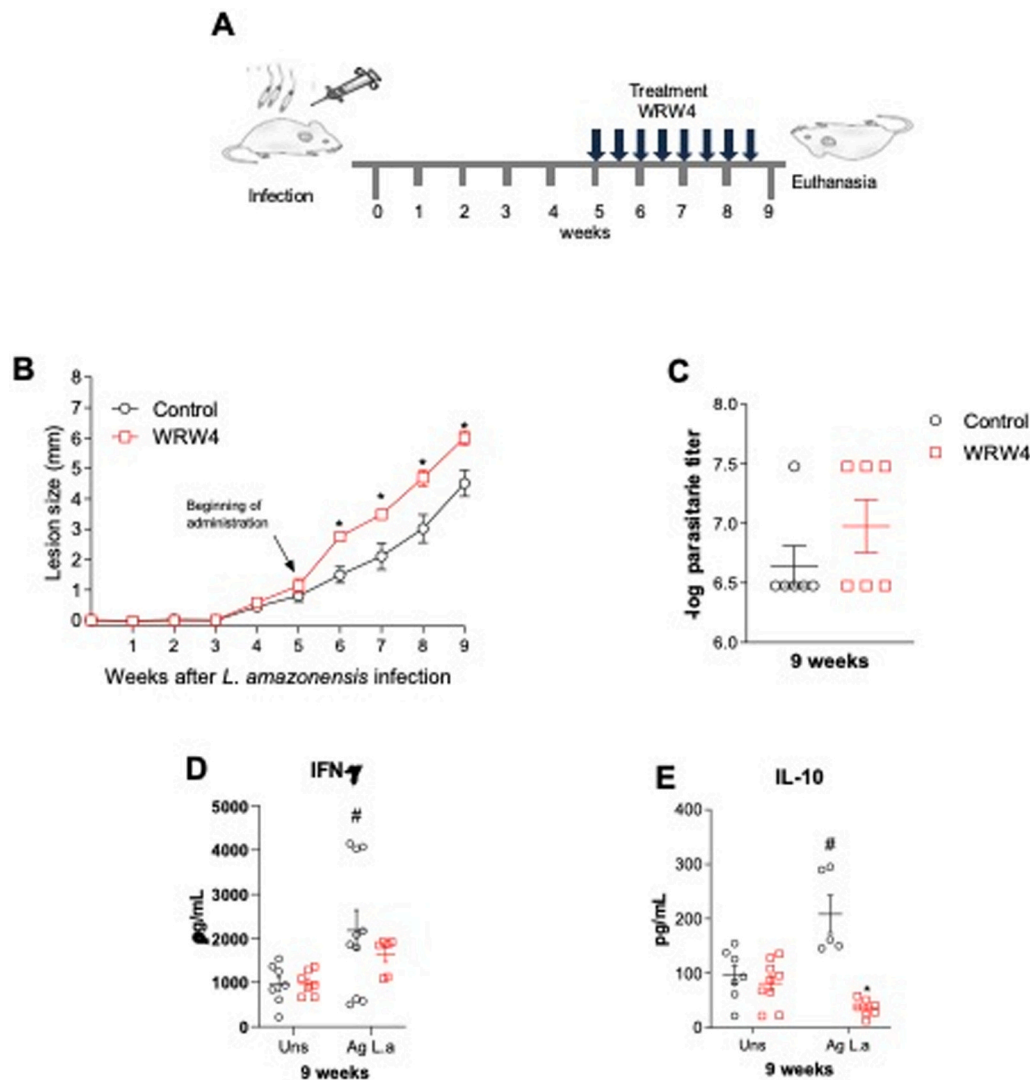 A
Treatment
WRW4
Infection
Euthanasia
0 1 2 3 4 5 6 7 8 9
weeks
B
8
7
6
5
4
3
2
1
0
Lesion size (mm)
Control
WRW4
Beginning of
administration
* * * *
1 2 3 4 5 6 7 8 9
Weeks after L. amazonensis infection
C
8.0
7.5
7.0
6.5
6.0
-log parasitarie titer
Control
WRW4
9 weeks
D
IFN-γ
5000
4000
3000
2000
1000
0
pg/mL
#
Uns Ag L.a
9 weeks
E
IL-10
400
300
200
100
0
pg/mL
#
*
Uns Ag L.a
9 weeks